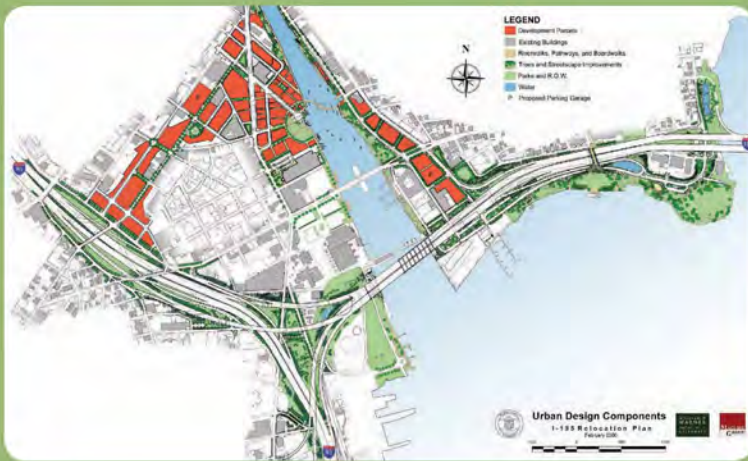 LEGEND
Development Parcels
Existing Buildings
Riverwalks, Pathways, and Boardwalks
Trees and Streetscape Improvements
Parks and R.O.W.
Water
P Proposed Parking Garage
N
Urban Design Components
I-195 Relocation Plan